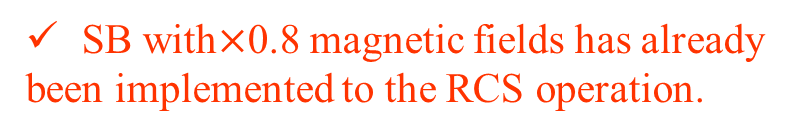 ✓ SB with×0.8 magnetic fields has already
been implemented to the RCS operation.